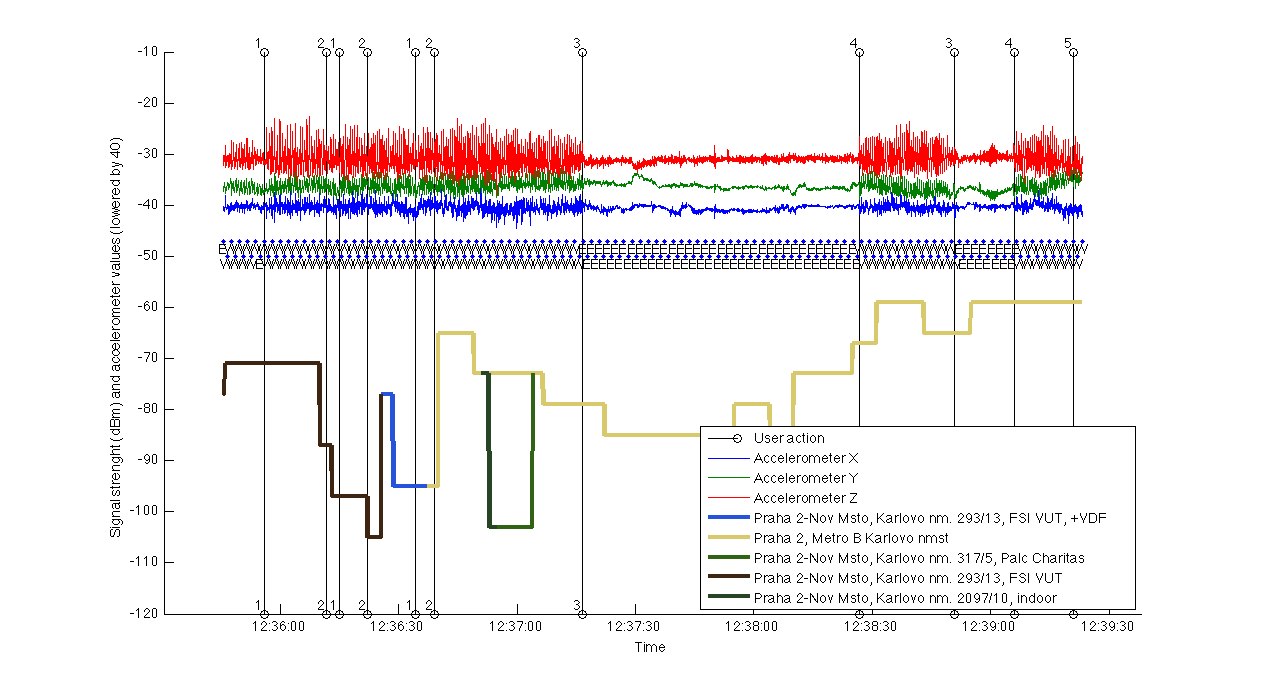 1 2 1 2 1 2 3 4 3 4 5
-10
-20
-30
-40
-50
-60
-70
-80
-90
-100
-110
-120
Signal strenght (dBm) and accelerometer values (lowered by 40)
User action
Accelerometer X
Accelerometer Y
Accelerometer Z
Praha 2-Nov Msto, Karlovo nm. 293/13, FSI VUT, +VDF
Praha 2, Metro B Karlovo nmst
Praha 2-Nov Msto, Karlovo nm. 317/5, Palc Charitas
Praha 2-Nov Msto, Karlovo nm. 293/13, FSI VUT
Praha 2-Nov Msto, Karlovo nm. 2097/10, indoor
1 2 1 2 1 2 3
12:36:00 12:36:30 12:37:00 12:37:30 12:38:00 12:38:30 12:39:00 12:39:30
Time